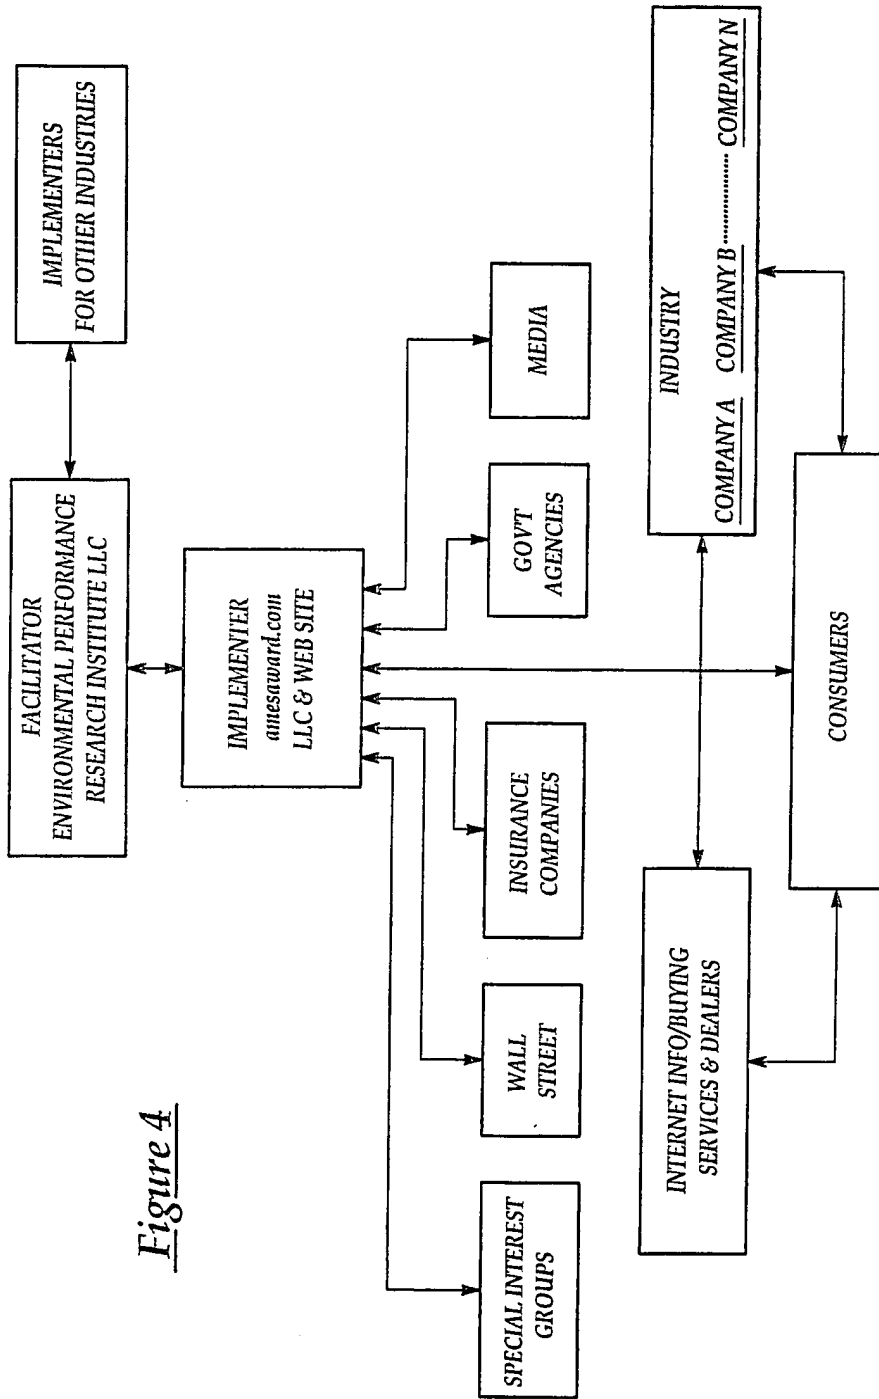 Figure 4
FACILITATOR
ENVIRONMENTAL PERFORMANCE
RESEARCH INSTITUTE LLC
IMPLEMENTERS
FOR OTHER INDUSTRIES
IMPLEMENTER
amesaward.com
LLC & WEB SITE
SPECIAL INTEREST
GROUPS
WALL
STREET
INSURANCE
COMPANIES
GOV'T
AGENCIES
MEDIA
INTERNET INFO/BUYING
SERVICES & DEALERS
INDUSTRY
COMPANY A COMPANY B ................... COMPANY N
CONSUMERS